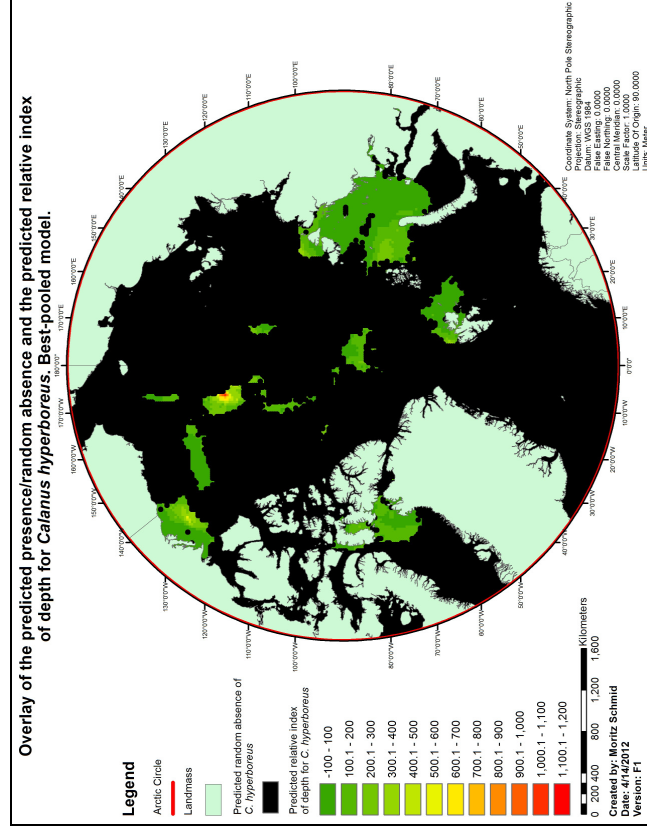 Overlay of the predicted presence/random absence and the predicted relative index
of depth for Calanus hyperboreus. Best-pooled model.
Legend
Arctic Circle
Landmass
Predicted random absence of
C. hyperboreus
Predicted relative index
of depth for C. hyperboreus
-100 - 100
100.1 - 200
200.1 - 300
300.1 - 400
400.1 - 500
500.1 - 600
600.1 - 700
700.1 - 800
800.1 - 900
900.1 - 1,000
1,000.1 - 1,100
1,100.1 - 1,200
0 200 400 800 1,200 1,600
Kilometers
Created by: Moritz Schmid
Date: 4/14/2012
Version: F1
100°0'0"W
110°0'0"W
120°0'0"W
130°0'0"W
140°0'0"W
150°0'0"W
160°0'0"W
170°0'0"W
180°0'0"
170°0'0"E
160°0'0"E
150°0'0"E
140°0'0"E
130°0'0"E
120°0'0"E
110°0'0"E
100°0'0"E
80°0'0"E
70°0'0"E
50°0'0"E
40°0'0"E
30°0'0"E
20°0'0"E
10°0'0"E
0°0'0"
10°0'0"W
20°0'0"W
30°0'0"W
40°0'0"W
50°0'0"W
60°0'0"W
70°0'0"W
80°0'0"W
Coordinate System: North Pole Stereographic
Projection: Stereographic
Datum: WGS 1984
False Easting: 0.0000
False Northing: 0.0000
Central Meridian: 0.0000
Scale Factor: 1.0000
Latitude Of Origin: 90.0000
Units: Meter